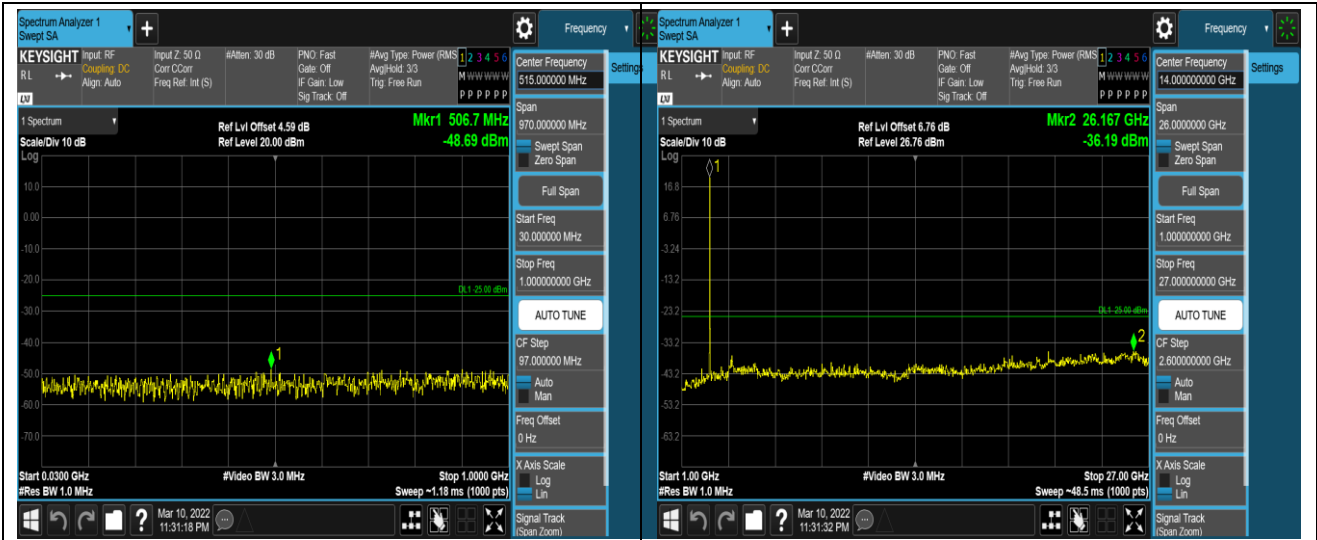 Spectrum Analyzer 1
Swept SA
+
Frequency
KEYSIGHT
Input: RF
Coupling: DC
Align: Auto
Input Z: 50 Ω
Corr CCorr
Freq Ref: Int (S)
#Atten: 30 dB
PNO: Fast
Gate: Off
IF Gain: Low
Sig Track: Off
#Avg Type: Power (RMS
Avg|Hold: 3/3
Trig: Free Run
1 2 3 4 5 6
M W W W W W
P P P P P P
RL
LXI
Center Frequency
515.000000 MHz
Settings
1 Spectrum
Scale/Div 10 dB
Log
Ref Lvl Offset 4.59 dB
Ref Level 20.00 dBm
Mkr1 506.7 MHz
-48.69 dBm
Span
970.000000 MHz
Swept Span
Zero Span
Full Span
Start Freq
30.000000 MHz
Stop Freq
1.000000000 GHz
AUTO TUNE
CF Step
97.000000 MHz
Auto
Man
Freq Offset
0 Hz
X Axis Scale
Log
Lin
Signal Track
(Span Zoom)
10.0
0.00
-10.0
-20.0
DL1 -25.00 dBm
-30.0
-40.0
1
-50.0
-60.0
-70.0
Start 0.0300 GHz
#Res BW 1.0 MHz
#Video BW 3.0 MHz
Stop 1.0000 GHz
Sweep ~1.18 ms (1000 pts)
?
Mar 10, 2022
11:31:18 PM
Spectrum Analyzer 1
Swept SA
+
Frequency
KEYSIGHT
Input: RF
Coupling: DC
Align: Auto
Input Z: 50 Ω
Corr CCorr
Freq Ref: Int (S)
#Atten: 30 dB
PNO: Fast
Gate: Off
IF Gain: Low
Sig Track: Off
#Avg Type: Power (RMS
Avg|Hold: 3/3
Trig: Free Run
1 2 3 4 5 6
M W W W W W
P P P P P P
RL
LXI
Center Frequency
14.000000000 GHz
Settings
1 Spectrum
Scale/Div 10 dB
Log
Ref Lvl Offset 6.76 dB
Ref Level 26.76 dBm
Mkr2 26.167 GHz
-36.19 dBm
Span
26.0000000 GHz
Swept Span
Zero Span
Full Span
Start Freq
1.000000000 GHz
Stop Freq
27.000000000 GHz
AUTO TUNE
CF Step
2.600000000 GHz
Auto
Man
Freq Offset
0 Hz
X Axis Scale
Log
Lin
Signal Track
(Span Zoom)
1
16.8
6.76
-3.24
-13.2
-23.2
DL1 -25.00 dBm
-33.2
2
-43.2
-53.2
-63.2
Start 1.00 GHz
#Res BW 1.0 MHz
#Video BW 3.0 MHz
Stop 27.00 GHz
Sweep ~48.5 ms (1000 pts)
?
Mar 10, 2022
11:31:32 PM